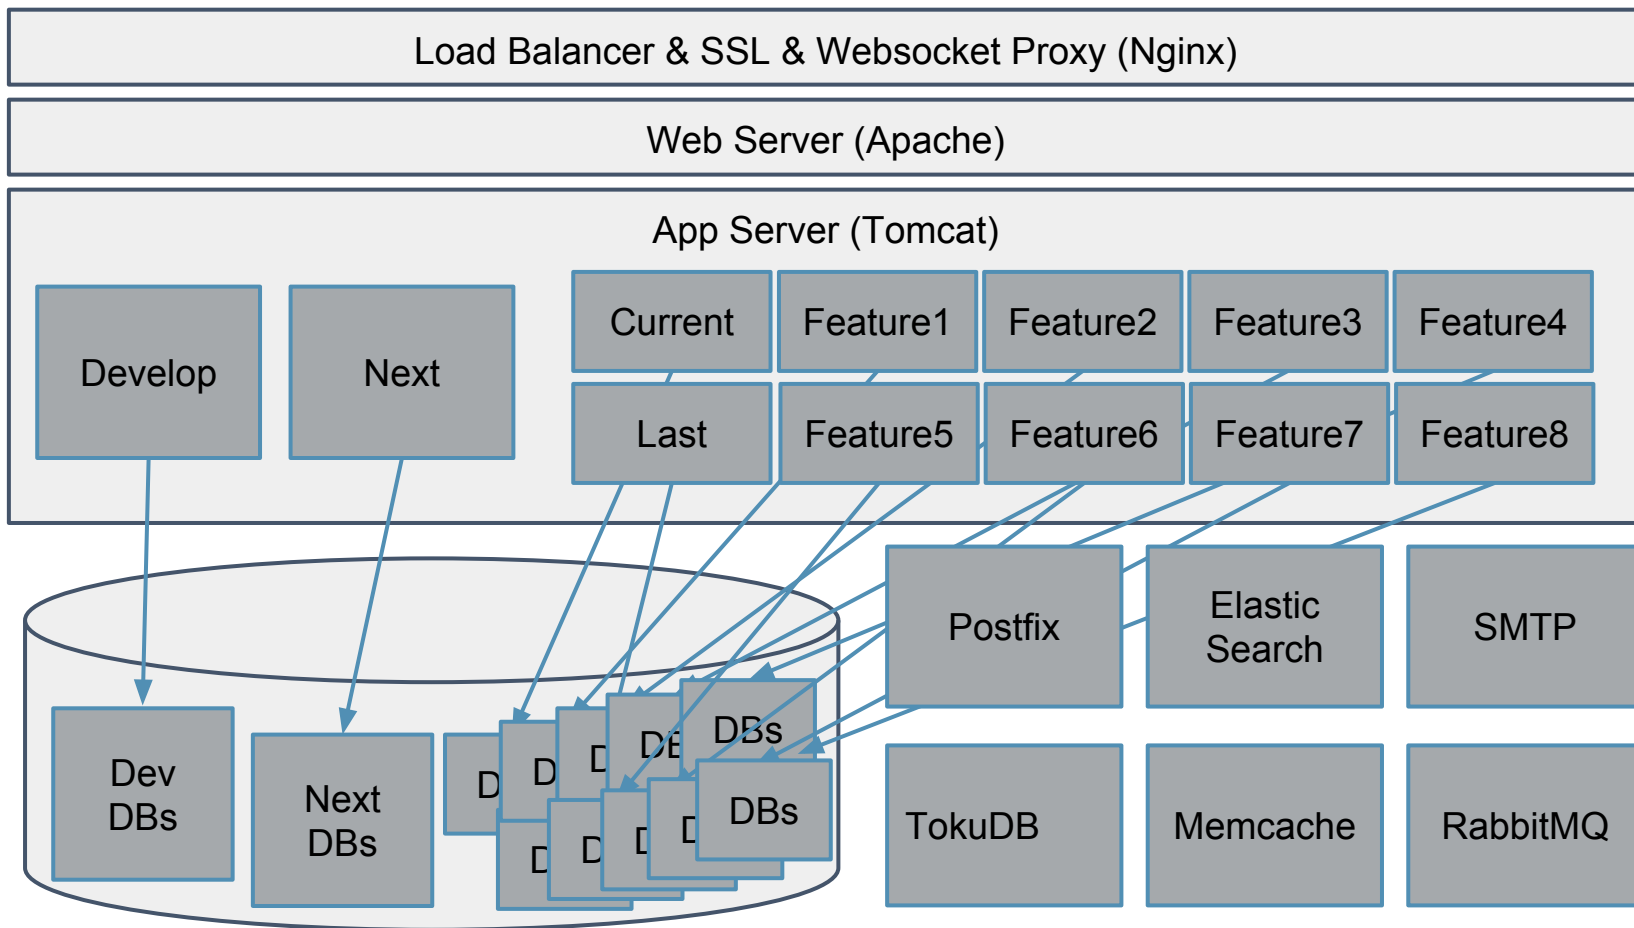 Load Balancer & SSL & Websocket Proxy (Nginx)
Web Server (Apache)
App Server (Tomcat)
Develop
Next
Current
Feature1
Feature2
Feature3
Feature4
Last
Feature5
Feature6
Feature7
Feature8
Postfix
Elastic
Search
SMTP
Dev
DBs
Next
DBs
D
D
D
DB
DBs
D
D
D
D
DBs
TokuDB
Memcache
RabbitMQ